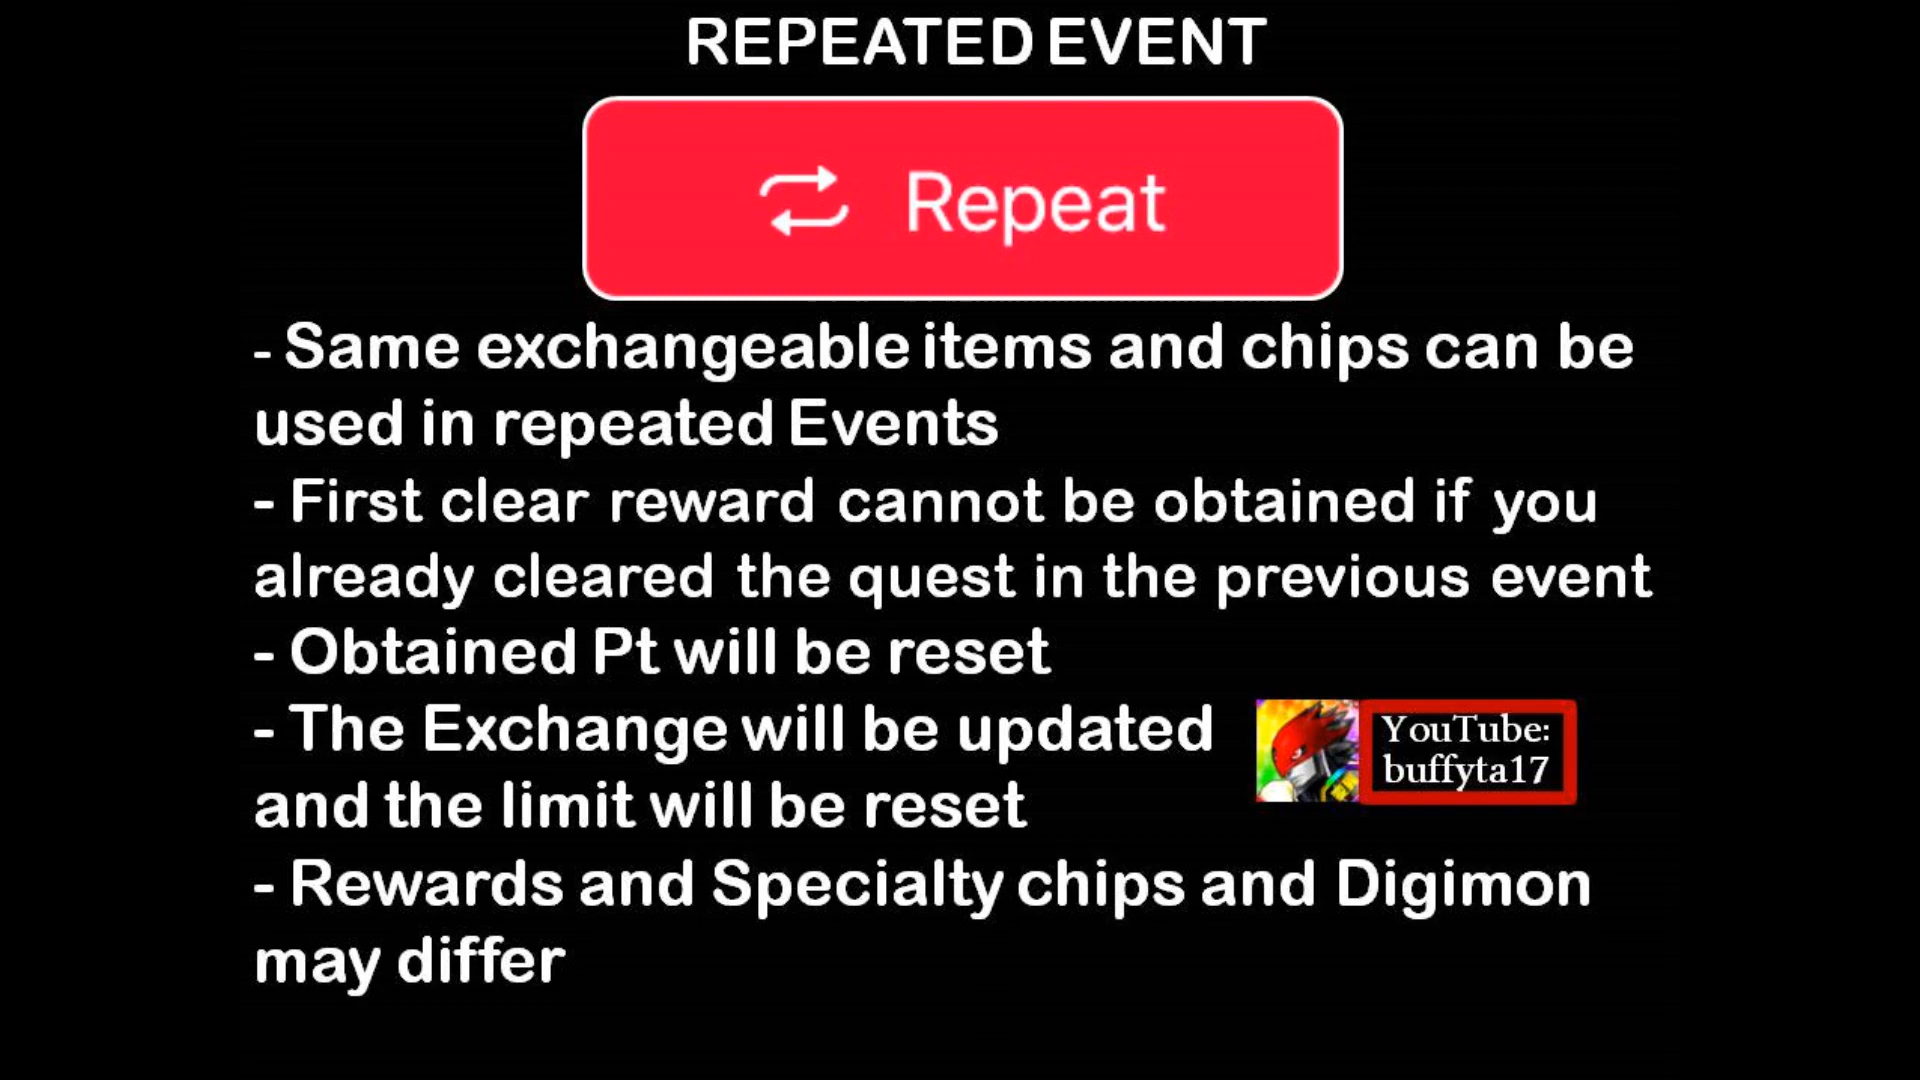 REPEATED EVENT
Repeat
- Same exchangeable items and chips can be
used in repeated Events
- First clear reward cannot be obtained if you
already cleared the quest in the previous event
- Obtained Pt will be reset
- The Exchange will be updated
and the limit will be reset
YouTube:
buffyta17
- Rewards and Specialty chips and Digimon
may differ